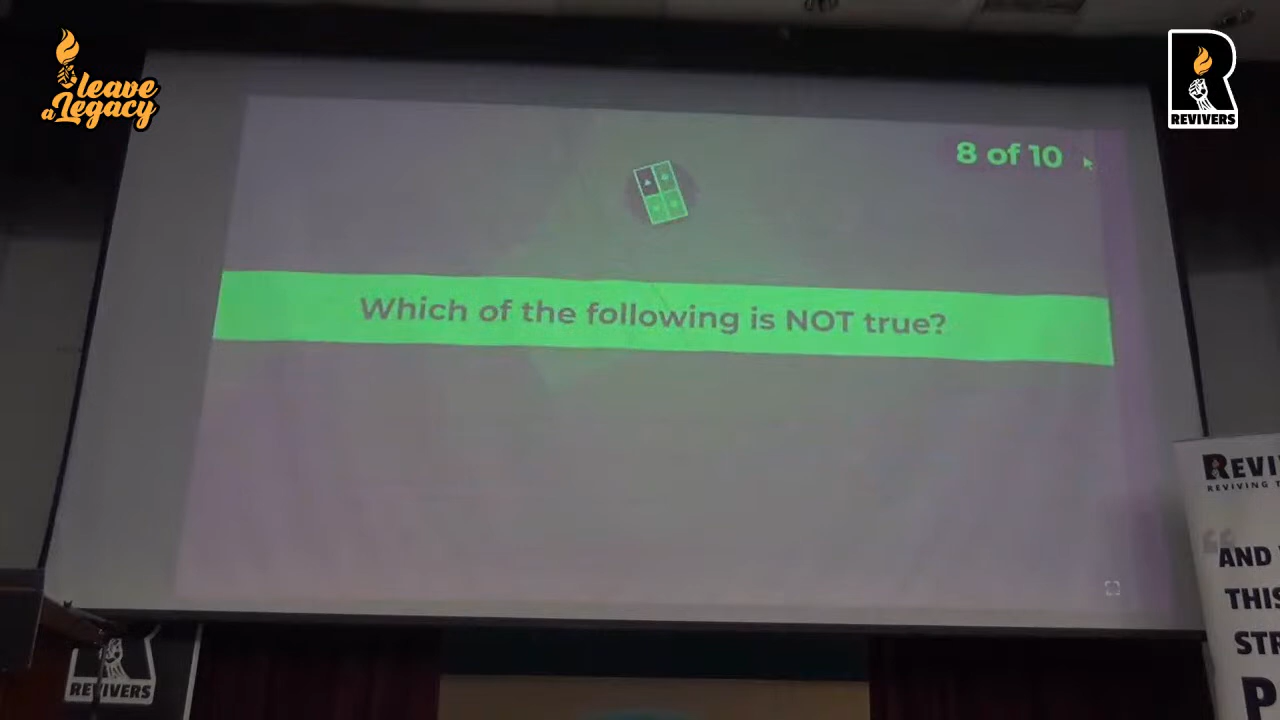 leave
a Legacy
R
REVIVERS
8 of 10
Which of the following is NOT true?
REVI
REVIVING T
AND
THIS
STR
P
REVIVERS